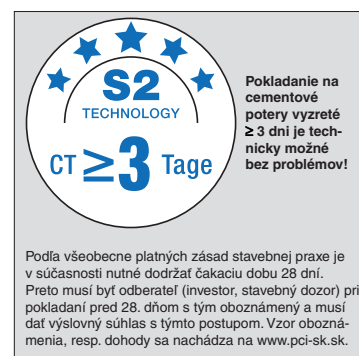 S2
TECHNOLOGY
CT ≥3 Tage
Pokladanie na
cementové
potery vyzreté
≥ 3 dni je tech-
nicky možné
bez problémov!
Podľa všeobecne platných zásad stavebnej praxe je
v súčasnosti nutné dodržať čakaciu dobu 28 dní.
Preto musí byť odberateľ (investor, stavebný dozor) pri
pokladaní pred 28. dňom s tým oboznámený a musí
dať výslovný súhlas s týmto postupom. Vzor obozná-
menia, resp. dohody sa nachádza na www.pci-sk.sk.